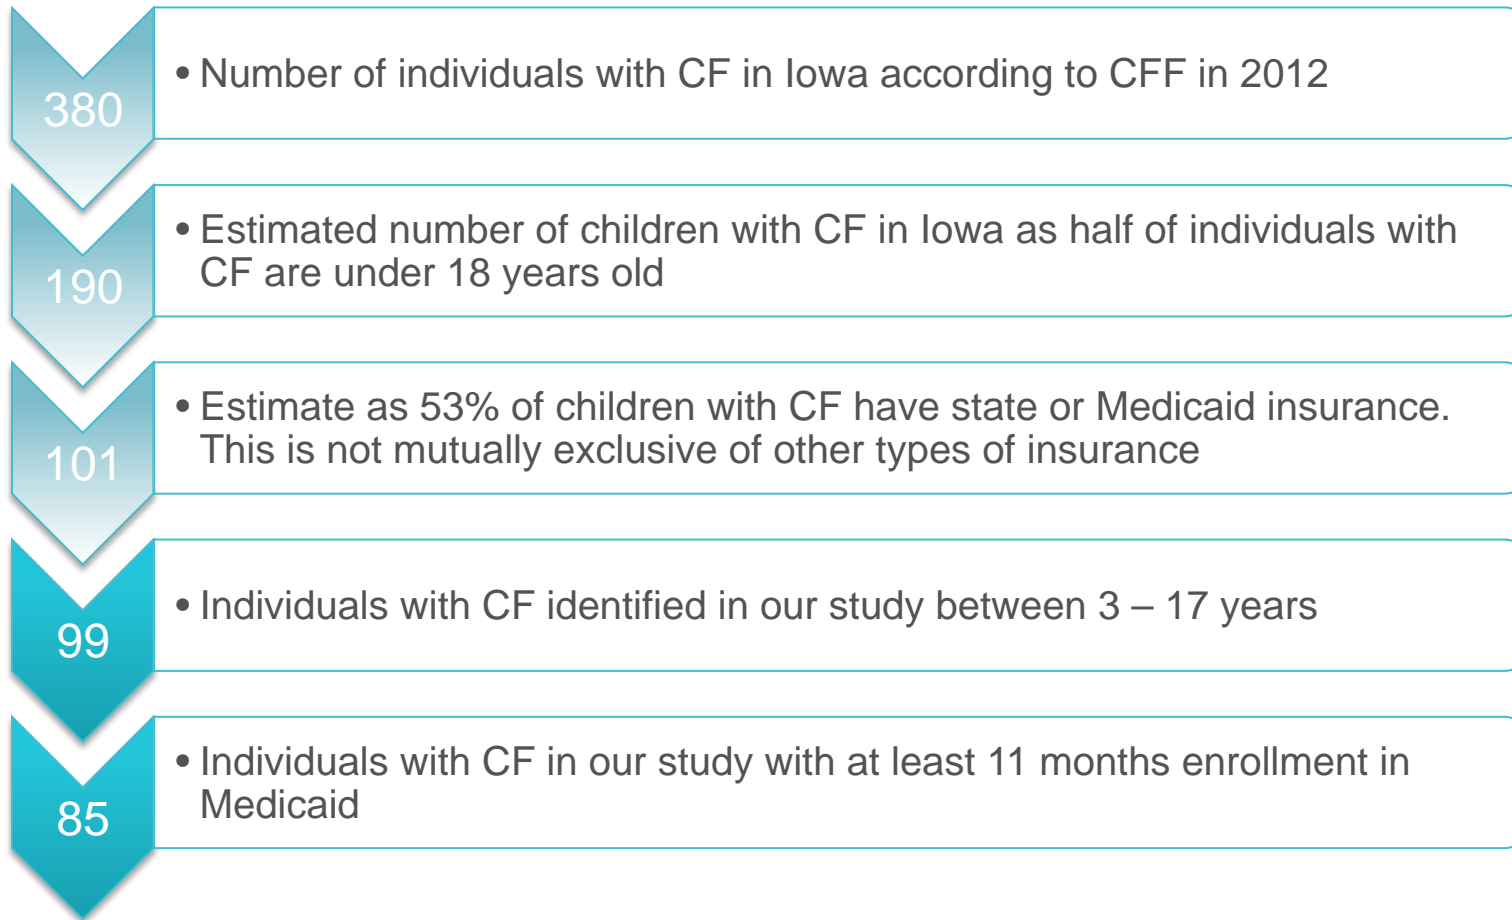 380
• Number of individuals with CF in Iowa according to CFF in 2012
190
• Estimated number of children with CF in Iowa as half of individuals with
CF are under 18 years old
101
• Estimate as 53% of children with CF have state or Medicaid insurance.
This is not mutually exclusive of other types of insurance
99
• Individuals with CF identified in our study between 3 – 17 years
85
• Individuals with CF in our study with at least 11 months enrollment in
Medicaid